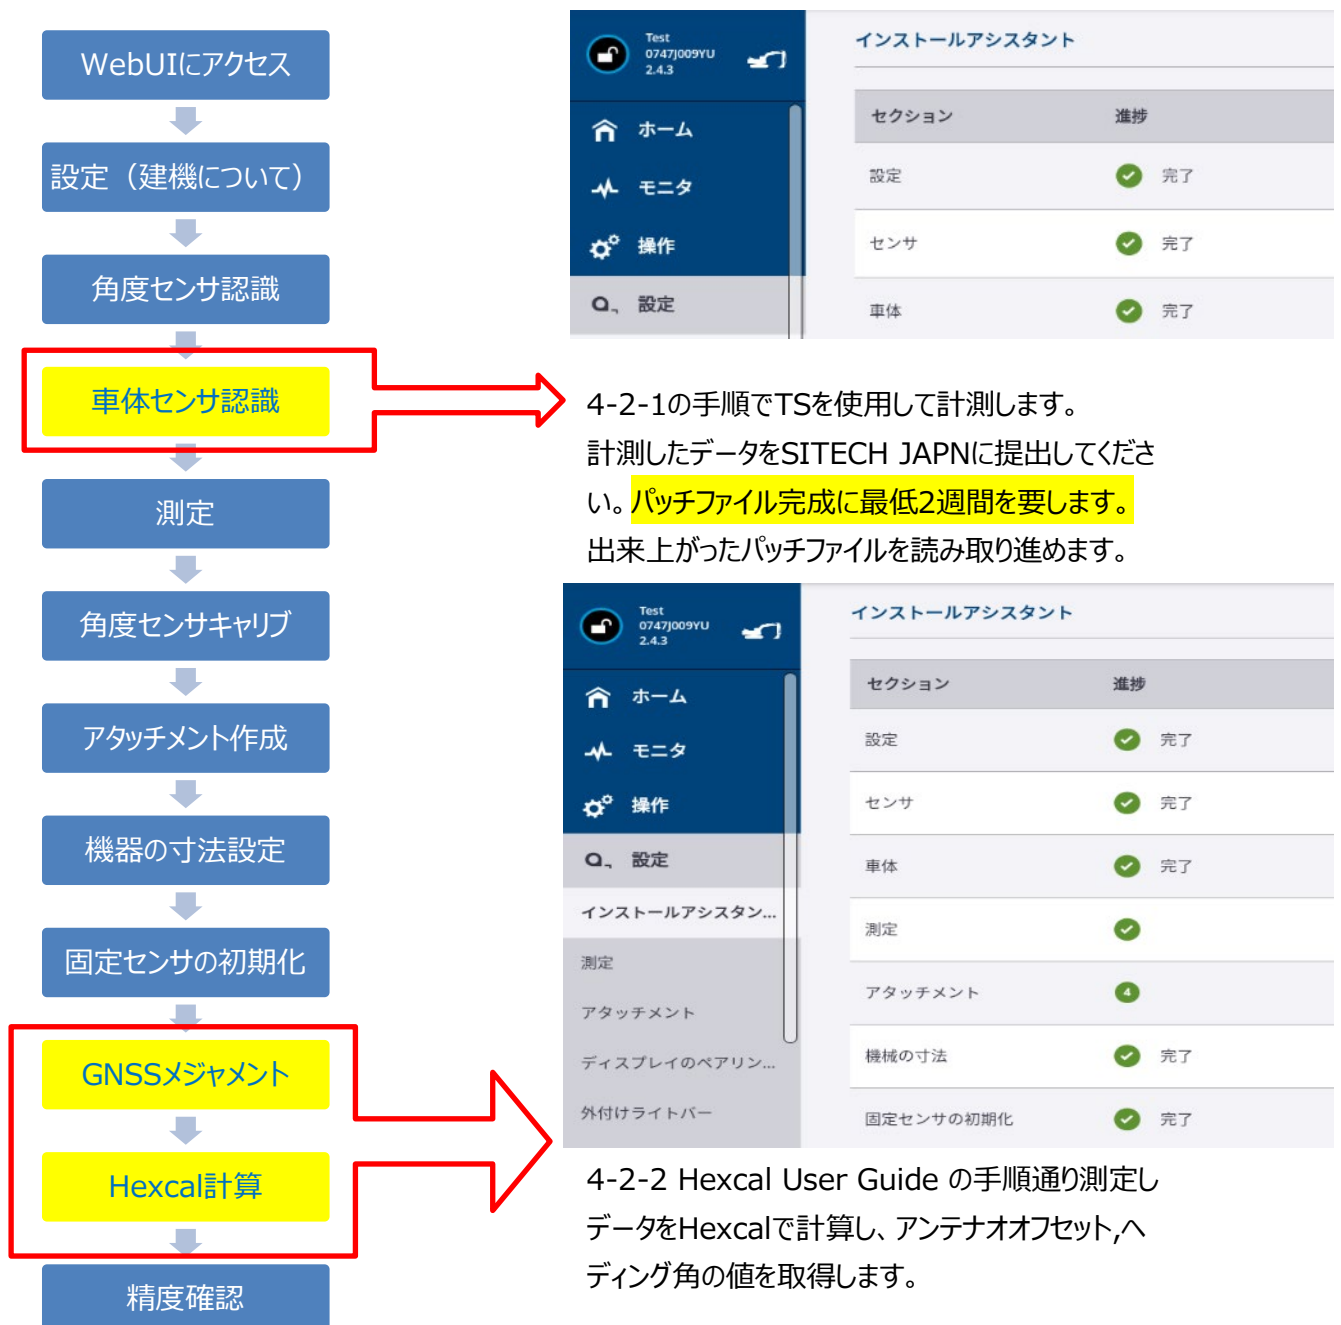 WebUIにアクセス
設定（建機について）
角度センサ認識
車体センサ認識
測定
角度センサキャリブ
アタッチメント作成
機器の寸法設定
固定センサの初期化
GNSSメジャメント
Hexcal計算
精度確認
Test
0747J009YU
2.4.3
ホーム
モニタ
操作
設定
インストールアシスタント
セクション 進捗
設定 完了
センサ 完了
車体 完了
4-2-1の手順でTSを使用して計測します。
計測したデータをSITECH JAPNに提出してくださ
い。パッチファイル完成に最低2週間を要します。
出来上がったパッチファイルを読み取り進めます。
Test
0747J009YU
2.4.3
ホーム
モニタ
操作
設定
インストールアシスタン...
測定
アタッチメント
ディスプレイのペアリン...
外付けライトバー
インストールアシスタント
セクション 進捗
設定 完了
センサ 完了
車体 完了
測定
アタッチメント 4
機械の寸法 完了
固定センサの初期化 完了
4-2-2 Hexcal User Guide の手順通り測定し
データをHexcalで計算し、アンテナオオフセット,ヘ
ディング角の値を取得します。